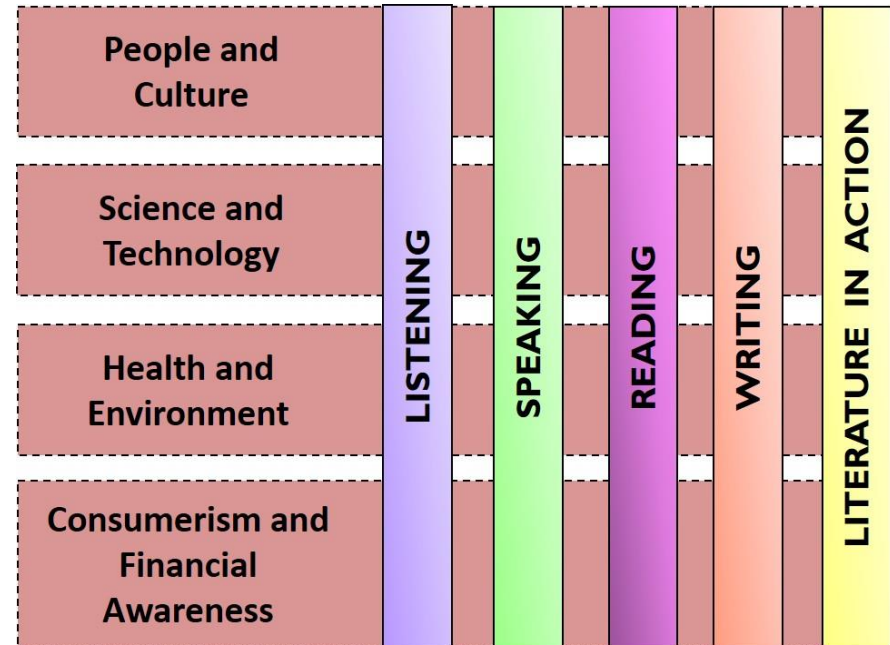 People and
Culture
Science and
Technology
Health and
Environment
Consumerism and
Financial
Awareness
LISTENING
SPEAKING
READING
WRITING
LITERATURE IN ACTION